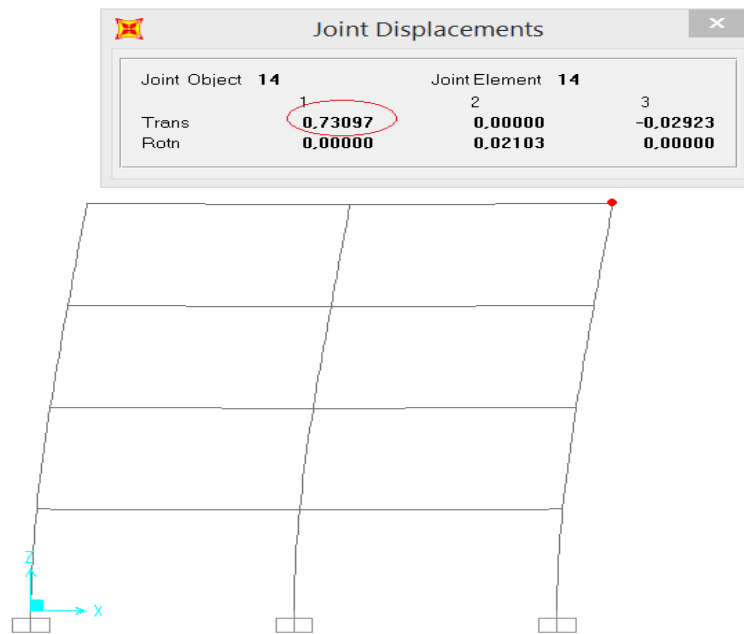 Joint Displacements
Joint Object 14 Joint Element 14
1 2 3
Trans 0,73097 0,00000 -0,02923
Rotn 0,00000 0,02103 0,00000
Z
X